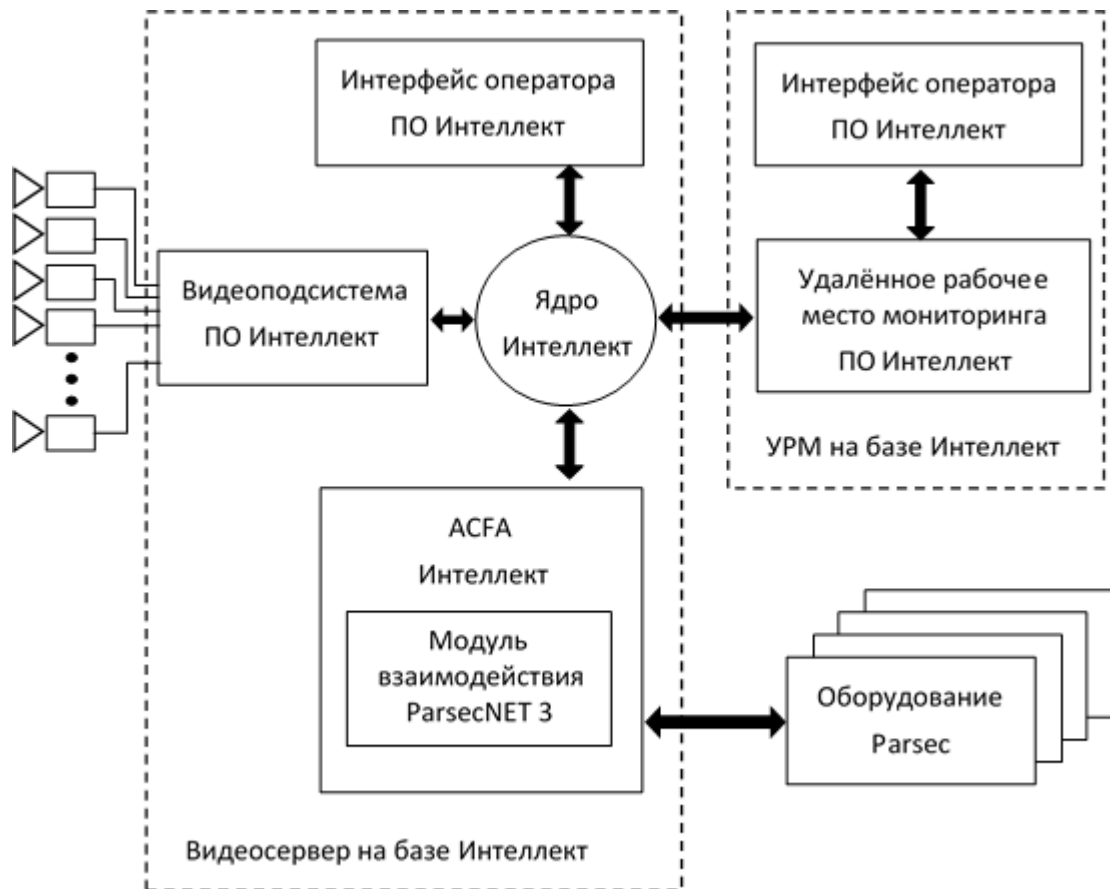 Интерфейс оператора
ПО Интеллект
Интерфейс оператора
ПО Интеллект
Видеоподсистема
ПО Интеллект
Ядро
Интеллект
Удалённое рабочее
место мониторинга
ПО Интеллект
УРМ на базе Интеллект
ACFA
Интеллект
Модуль
взаимодействия
ParsecNET 3
Оборудование
Parsec
Видеосервер на базе Интеллект